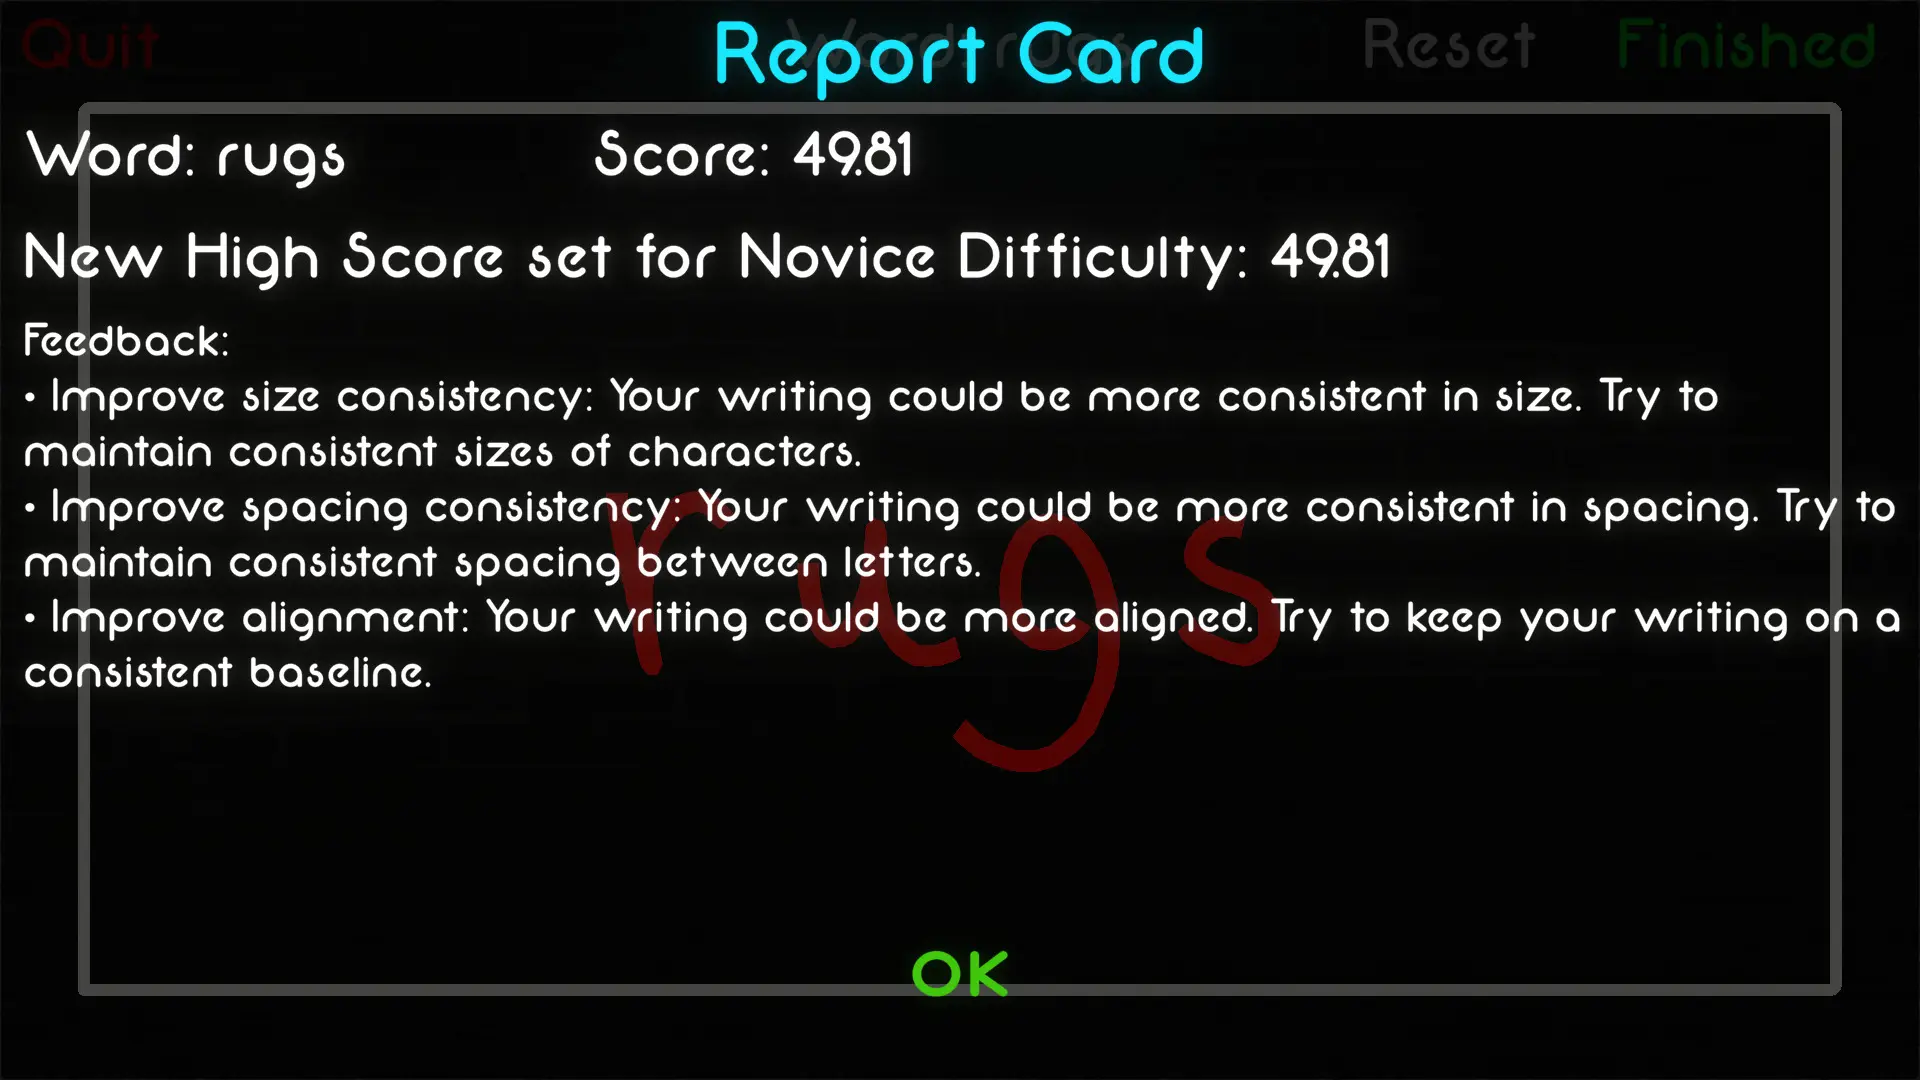 Quit Report Card Reset Finished
Word: rugs
Word: rugs Score: 49.81
New High Score set for Novice Difficulty: 49.81
Feedback:
• Improve size consistency: Your writing could be more consistent in size. Try to
maintain consistent sizes of characters.
• Improve spacing consistency: Your writing could be more consistent in spacing. Try to
maintain consistent spacing between letters.
• Improve alignment: Your writing could be more aligned. Try to keep your writing on a
consistent baseline.
rugs
OK